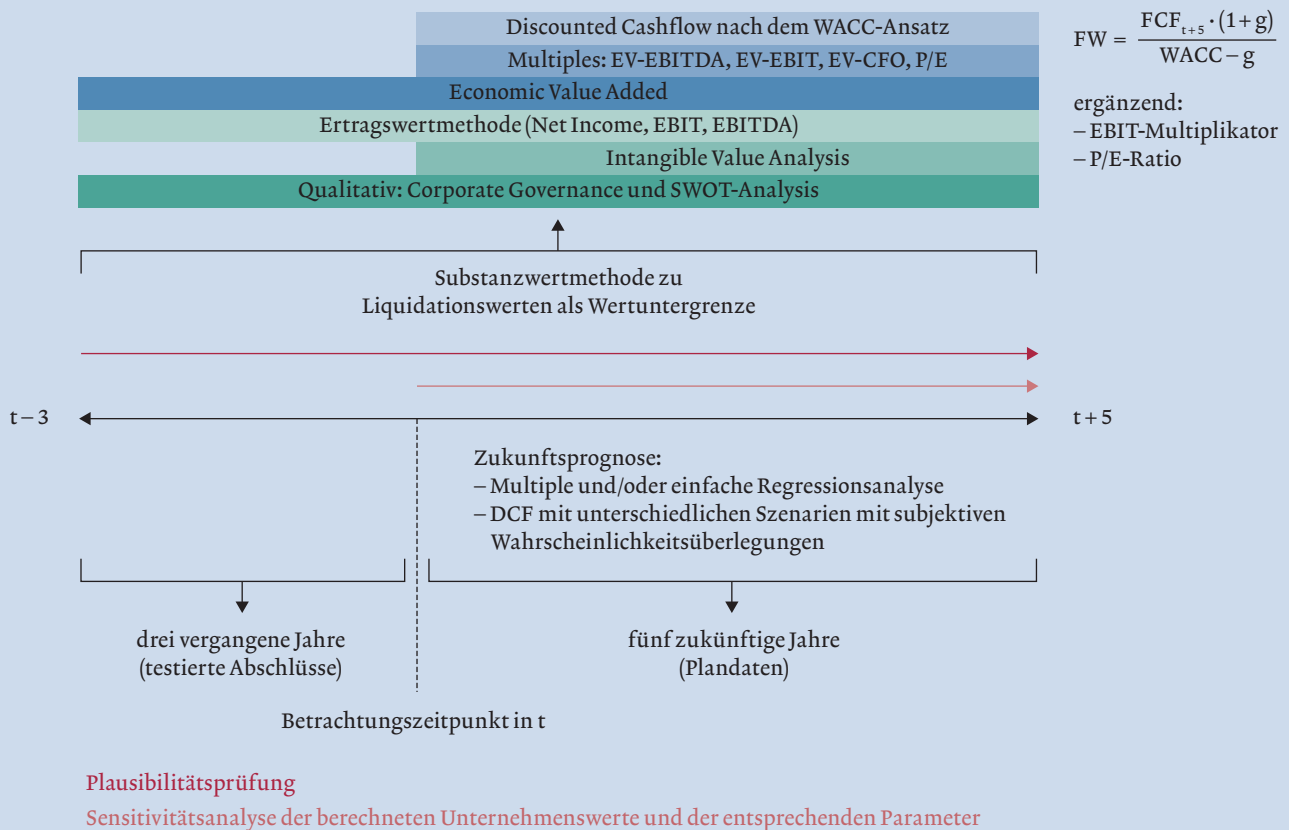 Discounted Cashflow nach dem WACC-Ansatz
Multiples: EV-EBITDA, EV-EBIT, EV-CFO, P/E
Economic Value Added
Ertragswertmethode (Net Income, EBIT, EBITDA)
Intangible Value Analysis
Qualitativ: Corporate Governance und SWOT-Analysis
FW = FCF_{t+5} · (1+g) / WACC – g
ergänzend:
– EBIT-Multiplikator
– P/E-Ratio
Substanzwertmethode zu
Liquidationswerten als Wertuntergrenze
t – 3
t + 5
Zukunftsprognose:
– Multiple und/oder einfache Regressionsanalyse
– DCF mit unterschiedlichen Szenarien mit subjektiven
Wahrscheinlichkeitsüberlegungen
drei vergangene Jahre
(testierte Abschlüsse)
fünf zukünftige Jahre
(Plandaten)
Betrachtungszeitpunkt in t
Plausibilitätsprüfung
Sensitivitätsanalyse der berechneten Unternehmenswerte und der entsprechenden Parameter